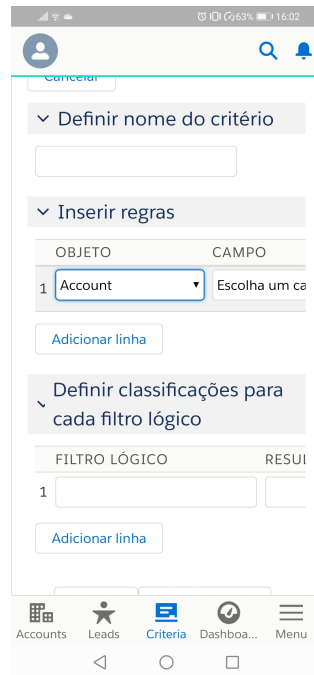 63% 16:02
Cancelar
Definir nome do critério
Inserir regras
OBJETO CAMPO
1 Account Escolha um ca
Adicionar linha
Definir classificações para
cada filtro lógico
FILTRO LÓGICO RESUL
1
Adicionar linha
Accounts Leads Criteria Dashboa... Menu